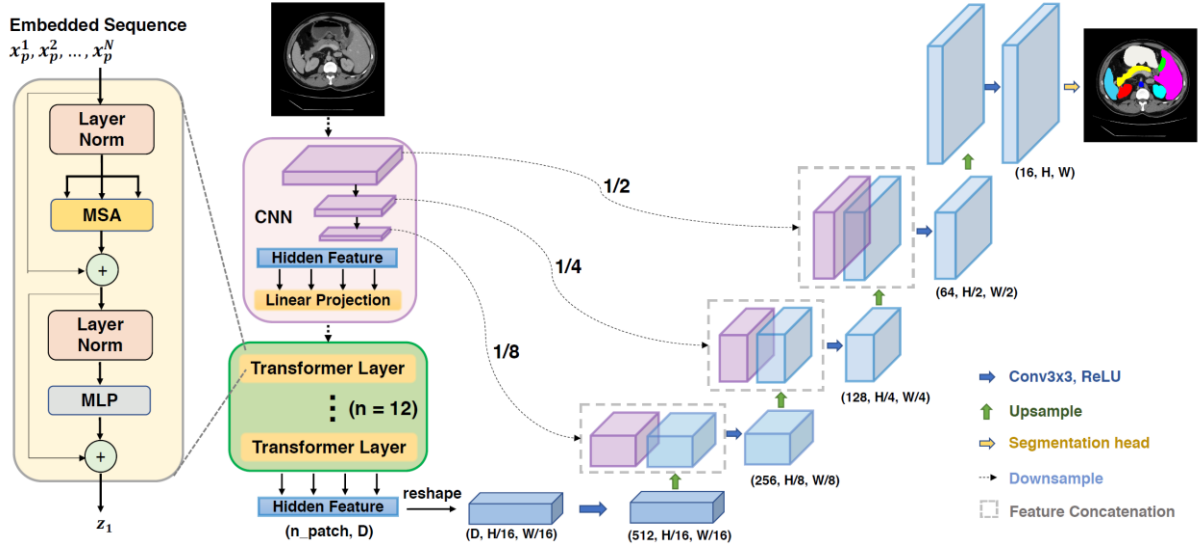 Embedded Sequence
x_p^1, x_p^2, ..., x_p^N
Layer
Norm
MSA
+
Layer
Norm
MLP
+
z_1
CNN
Hidden Feature
Linear Projection
Transformer Layer
(n = 12)
Transformer Layer
Hidden Feature
(n_patch, D)
reshape
(D, H/16, W/16)
(512, H/16, W/16)
1/2
1/4
1/8
(256, H/8, W/8)
(128, H/4, W/4)
(64, H/2, W/2)
(16, H, W)
Conv3x3, ReLU
Upsample
Segmentation head
Downsample
Feature Concatenation